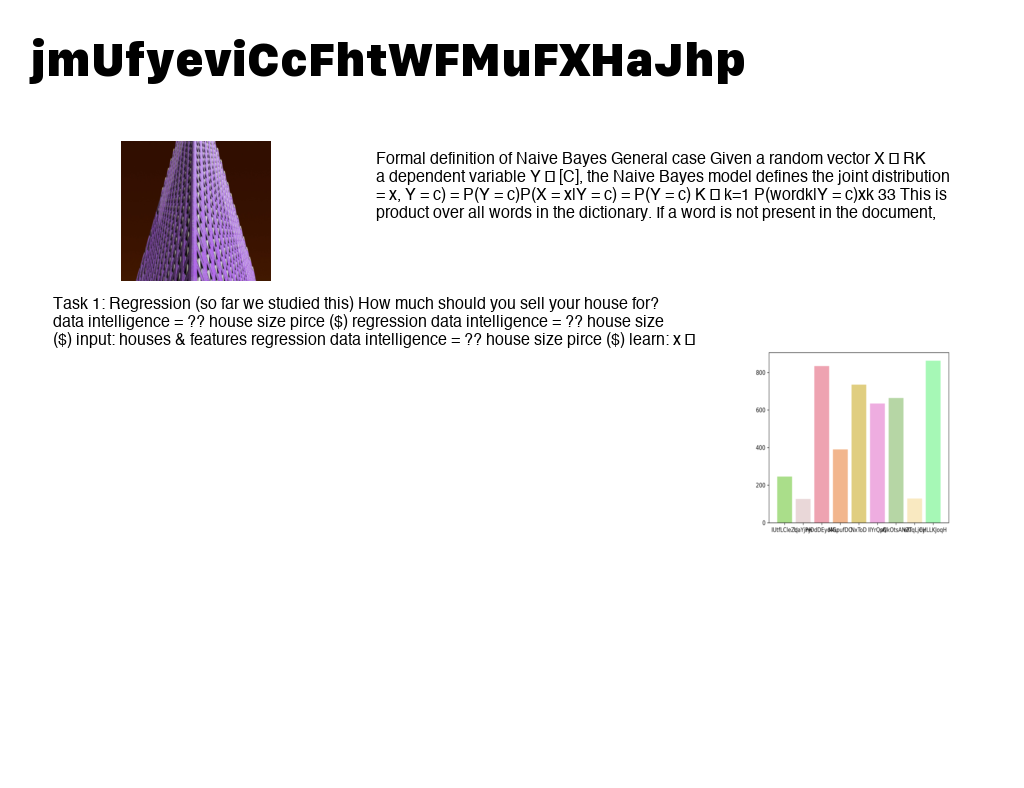 jmUfyeviCcFhtWFMuFXHaJhp
Formal definition of Naive Bayes General case Given a random vector X □ RK
a dependent variable Y □ [C], the Naive Bayes model defines the joint distribution
= x, Y = c) = P(Y = c)P(X = x|Y = c) = P(Y = c) K □ k=1 P(wordk|Y = c)xk 33 This is
product over all words in the dictionary. If a word is not present in the document,
Task 1: Regression (so far we studied this) How much should you sell your house for?
data intelligence = ?? house size pirce ($) regression data intelligence = ?? house size
($) input: houses & features regression data intelligence = ?? house size pirce ($) learn: x □
800
600
400
200
0